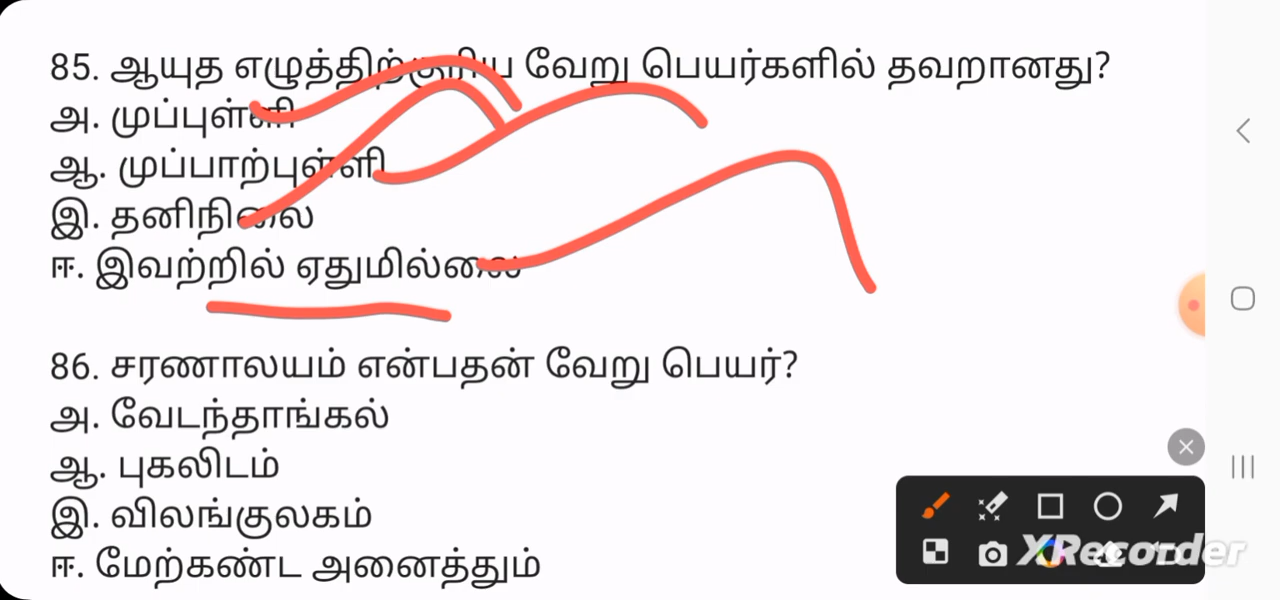 85. ஆயுத எழுத்திற்குரிய வேறு பெயர்களில் தவறானது?
அ. முப்புள்ளி
ஆ. முப்பாற்புள்ளி
இ. தனிநிலை
ஈ. இவற்றில் ஏதுமில்லை
86. சரணாலயம் என்பதன் வேறு பெயர்?
அ. வேடந்தாங்கல்
ஆ. புகலிடம்
இ. விலங்குலகம்
ஈ. மேற்கண்ட அனைத்தும்
XRecorder